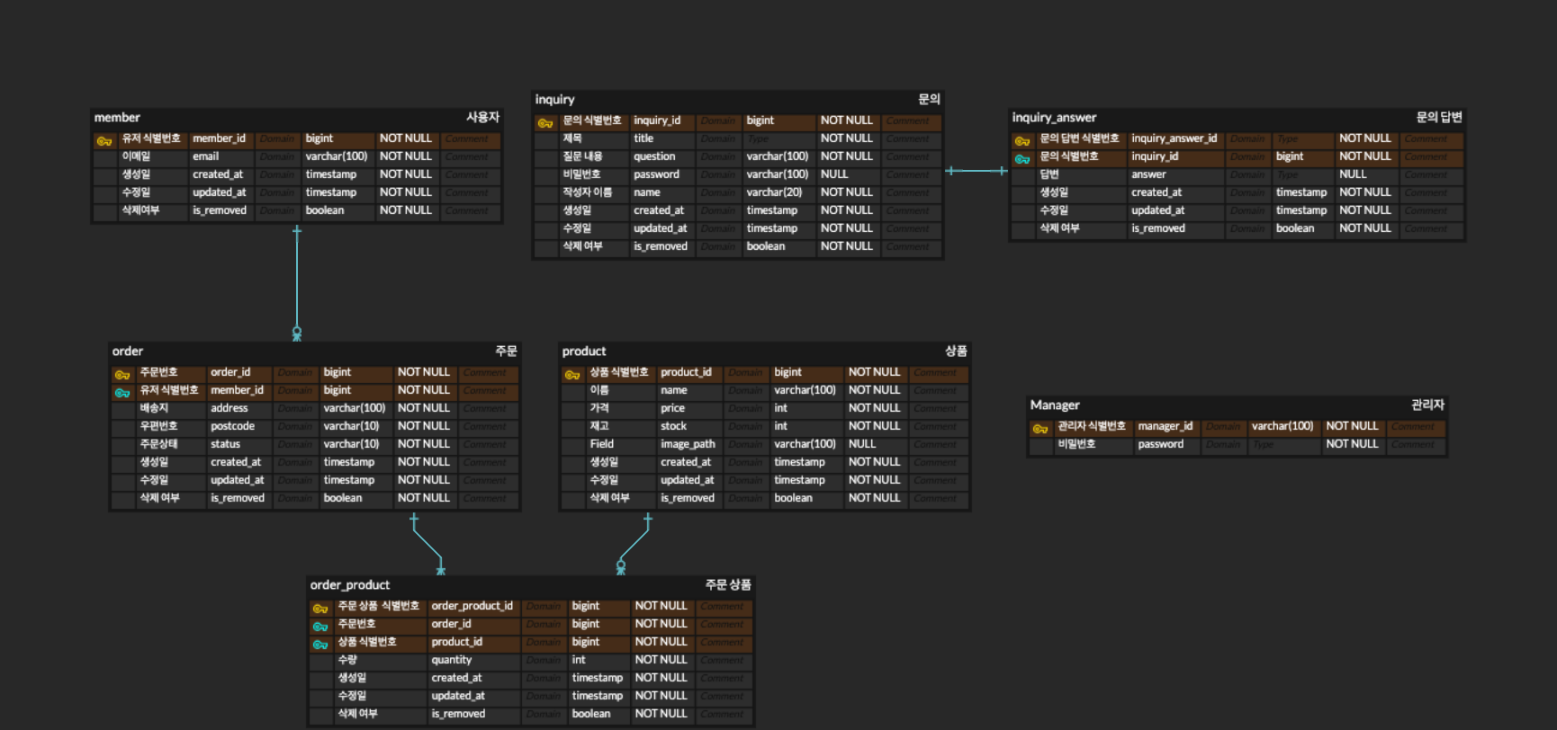 member 사용자
유저 식별번호 member_id Domain bigint NOT NULL Comment
이메일 email Domain varchar(100) NOT NULL Comment
생성일 created_at Domain timestamp NOT NULL Comment
수정일 updated_at Domain timestamp NOT NULL Comment
삭제여부 is_removed Domain boolean NOT NULL Comment
inquiry 문의
문의 식별번호 inquiry_id Domain bigint NOT NULL Comment
제목 title Domain Type NOT NULL Comment
질문 내용 question Domain varchar(100) NOT NULL Comment
비밀번호 password Domain varchar(100) NULL Comment
작성자 이름 name Domain varchar(20) NOT NULL Comment
생성일 created_at Domain timestamp NOT NULL Comment
수정일 updated_at Domain timestamp NOT NULL Comment
삭제 여부 is_removed Domain boolean NOT NULL Comment
inquiry_answer 문의 답변
문의 답변 식별번호 inquiry_answer_id Domain Type NOT NULL Comment
문의 식별번호 inquiry_id Domain bigint NOT NULL Comment
답변 answer Domain Type NULL Comment
생성일 created_at Domain timestamp NOT NULL Comment
수정일 updated_at Domain timestamp NOT NULL Comment
삭제 여부 is_removed Domain boolean NOT NULL Comment
order 주문
주문번호 order_id Domain bigint NOT NULL Comment
유저 식별번호 member_id Domain bigint NOT NULL Comment
배송지 address Domain varchar(100) NOT NULL Comment
우편번호 postcode Domain varchar(10) NOT NULL Comment
주문상태 status Domain varchar(10) NOT NULL Comment
생성일 created_at Domain timestamp NOT NULL Comment
수정일 updated_at Domain timestamp NOT NULL Comment
삭제 여부 is_removed Domain boolean NOT NULL Comment
product 상품
상품 식별번호 product_id Domain bigint NOT NULL Comment
이름 name Domain varchar(100) NOT NULL Comment
가격 price Domain int NOT NULL Comment
재고 stock Domain int NOT NULL Comment
Field image_path Domain varchar(100) NULL Comment
생성일 created_at Domain timestamp NOT NULL Comment
수정일 updated_at Domain timestamp NOT NULL Comment
삭제 여부 is_removed Domain boolean NOT NULL Comment
Manager 관리자
관리자 식별번호 manager_id Domain varchar(100) NOT NULL Comment
비밀번호 password Domain Type NOT NULL Comment
order_product 주문 상품
주문 상품 식별번호 order_product_id Domain bigint NOT NULL Comment
주문번호 order_id Domain bigint NOT NULL Comment
상품 식별번호 product_id Domain bigint NOT NULL Comment
수량 quantity Domain int NOT NULL Comment
생성일 created_at Domain timestamp NOT NULL Comment
수정일 updated_at Domain timestamp NOT NULL Comment
삭제 여부 is_removed Domain boolean NOT NULL Comment